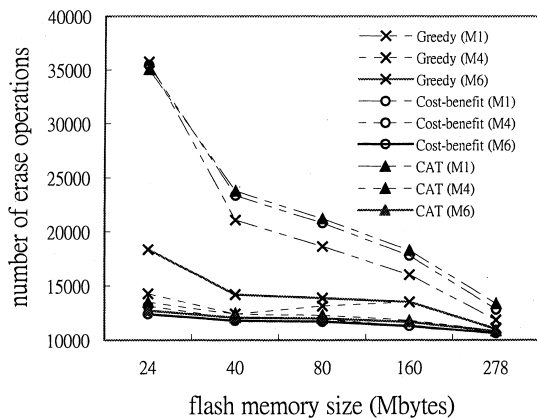 number of erase operations
40000
35000
30000
25000
20000
15000
10000
Greedy (M1)
Greedy (M4)
Greedy (M6)
Cost-benefit (M1)
Cost-benefit (M4)
Cost-benefit (M6)
CAT (M1)
CAT (M4)
CAT (M6)
24 40 80 160 278
flash memory size (Mbytes)